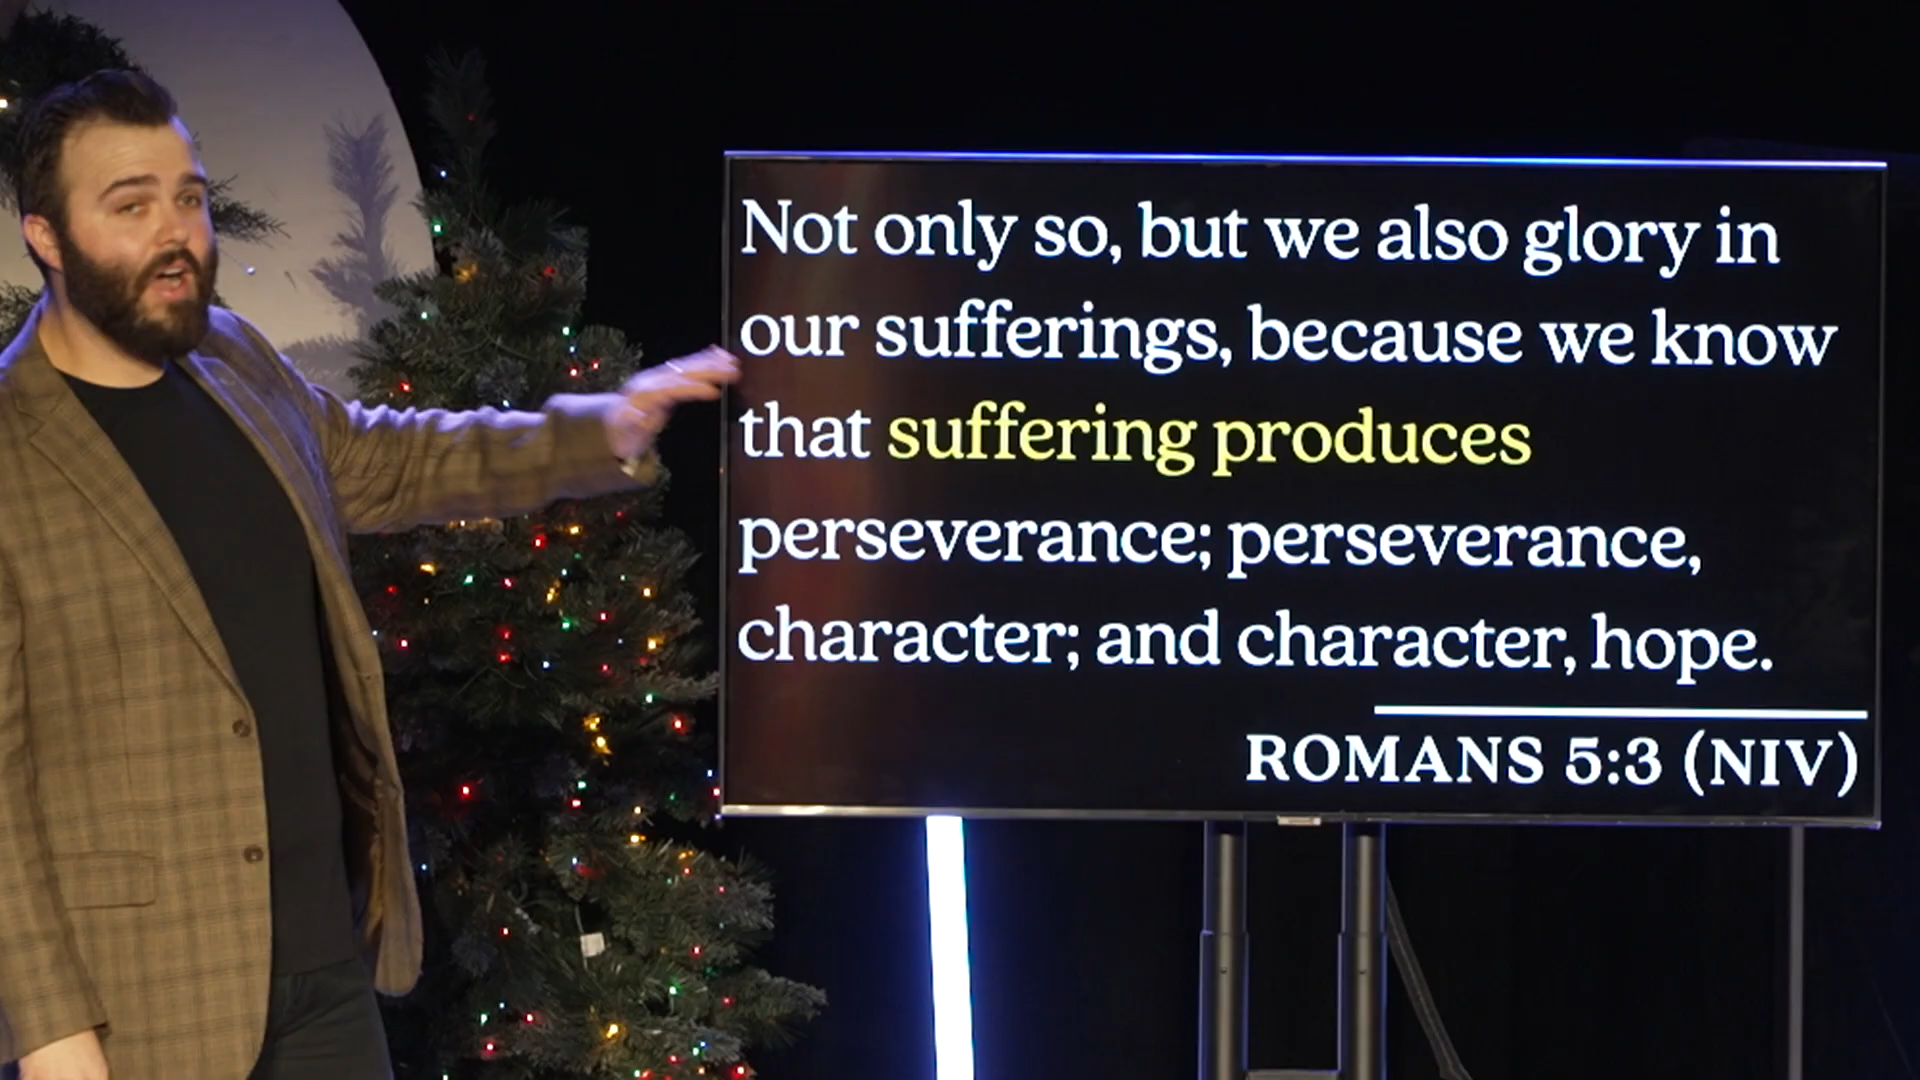 Not only so, but we also glory in
our sufferings, because we know
that suffering produces
perseverance; perseverance,
character; and character, hope.
ROMANS 5:3 (NIV)